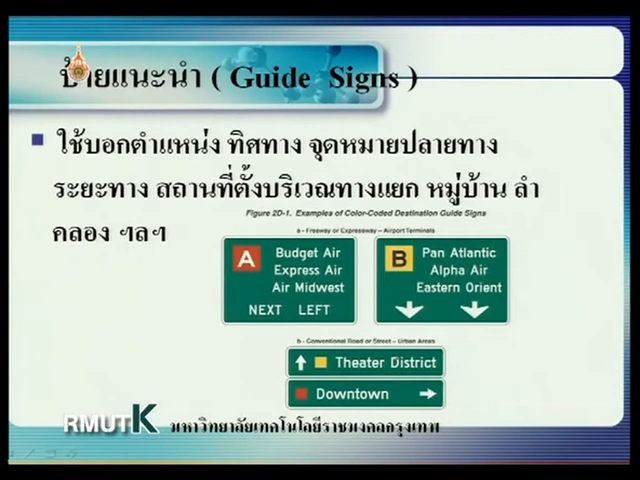 ป้ายแนะนำ ( Guide Signs )
ใช้บอกตำแหน่ง ทิศทาง จุดหมายปลายทาง
ระยะทาง สถานที่ตั้งบริเวณทางแยก หมู่บ้าน ลำ
คลอง ฯลฯ
Figure 2D-1. Examples of Color-Coded Destination Guide Signs
a - Freeway or Expressway – Airport Terminals
A
Budget Air
Express Air
Air Midwest
NEXT LEFT
B
Pan Atlantic
Alpha Air
Eastern Orient
b - Conventional Road or Street – Urban Areas
Theater District
Downtown
RMUTK มหาวิทยาลัยเทคโนโลยีราชมงคลกรุงเทพ